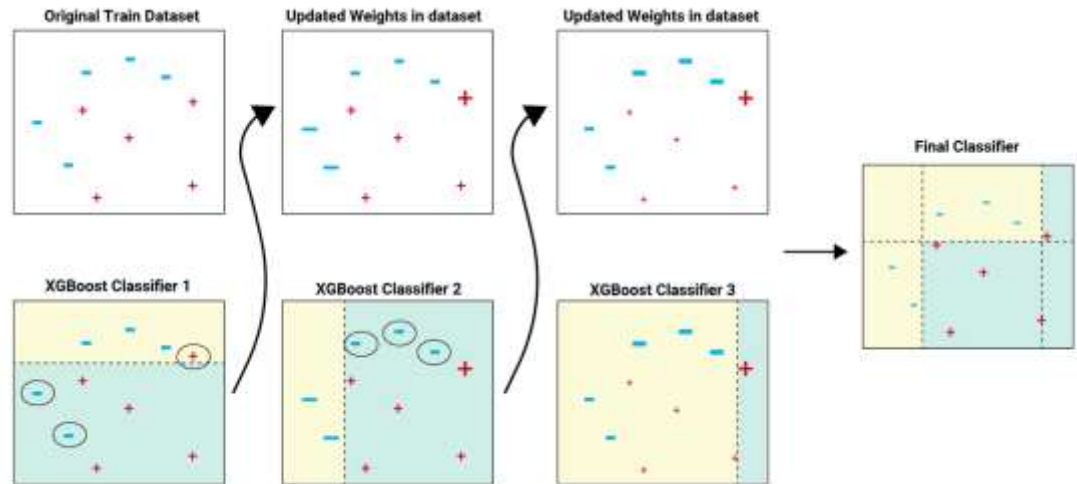 Original Train Dataset
Updated Weights in dataset
Updated Weights in dataset
Final Classifier
XGBoost Classifier 1
XGBoost Classifier 2
XGBoost Classifier 3